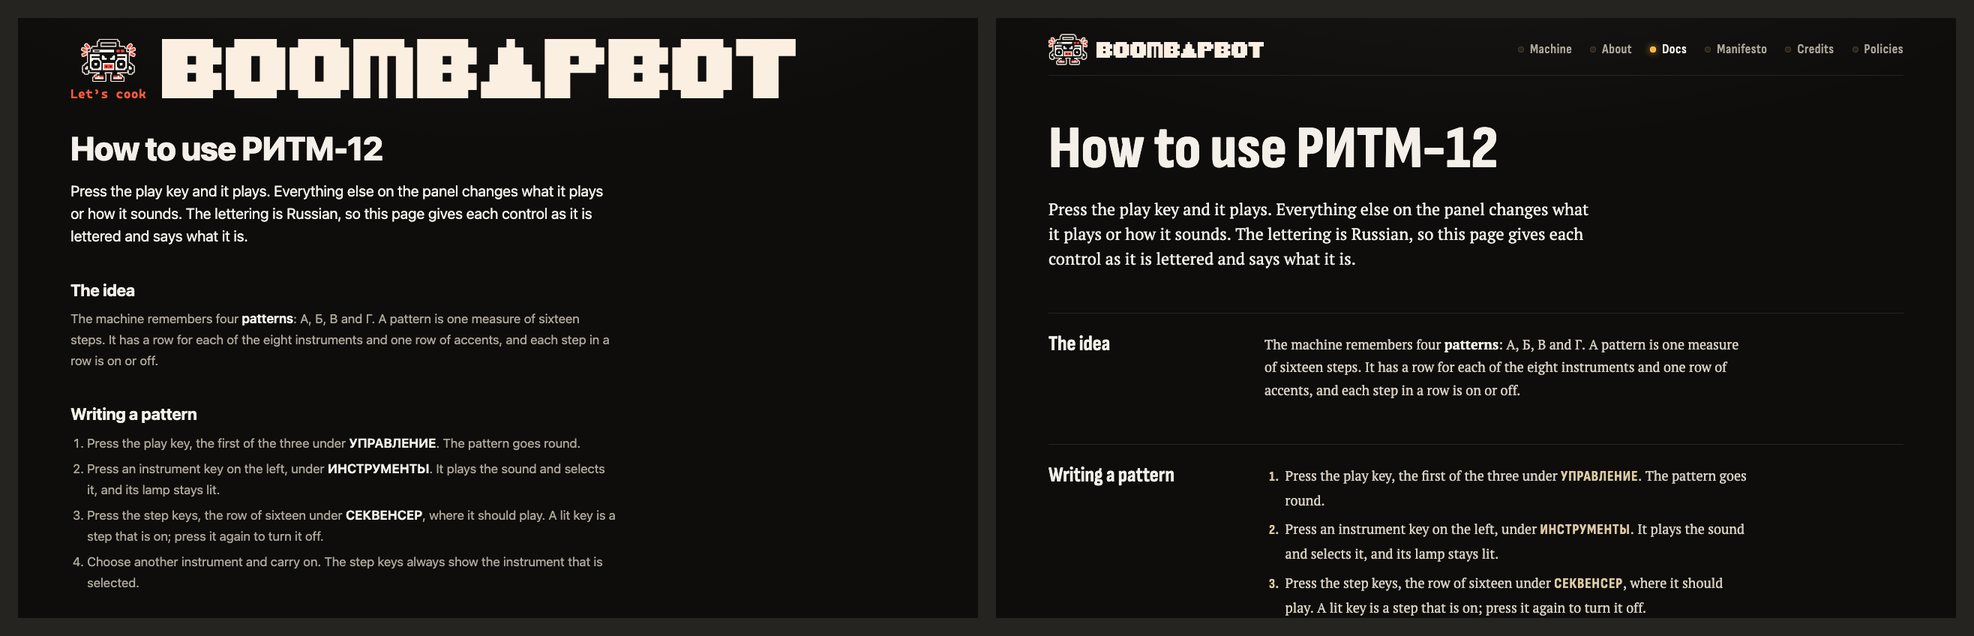 BOOMBAPBOT
Let's cook
How to use РИТМ-12
Press the play key and it plays. Everything else on the panel changes what it plays
or how it sounds. The lettering is Russian, so this page gives each control as it is
lettered and says what it is.
The idea
The machine remembers four patterns: А, Б, В and Г. A pattern is one measure of sixteen
steps. It has a row for each of the eight instruments and one row of accents, and each step in a
row is on or off.
Writing a pattern
1. Press the play key, the first of the three under УПРАВЛЕНИЕ. The pattern goes round.
2. Press an instrument key on the left, under ИНСТРУМЕНТЫ. It plays the sound and selects
it, and its lamp stays lit.
3. Press the step keys, the row of sixteen under СЕКВЕНСЕР, where it should play. A lit key is a
step that is on; press it again to turn it off.
4. Choose another instrument and carry on. The step keys always show the instrument that is
selected.
BOOMBAPBOT
Machine About Docs Manifesto Credits Policies
How to use РИТМ-12
Press the play key and it plays. Everything else on the panel changes what
it plays or how it sounds. The lettering is Russian, so this page gives each
control as it is lettered and says what it is.
The idea
The machine remembers four patterns: А, Б, В and Г. A pattern is one measure
of sixteen steps. It has a row for each of the eight instruments and one row of
accents, and each step in a row is on or off.
Writing a pattern
1. Press the play key, the first of the three under УПРАВЛЕНИЕ. The pattern goes
round.
2. Press an instrument key on the left, under ИНСТРУМЕНТЫ. It plays the sound
and selects it, and its lamp stays lit.
3. Press the step keys, the row of sixteen under СЕКВЕНСЕР, where it should
play. A lit key is a step that is on; press it again to turn it off.